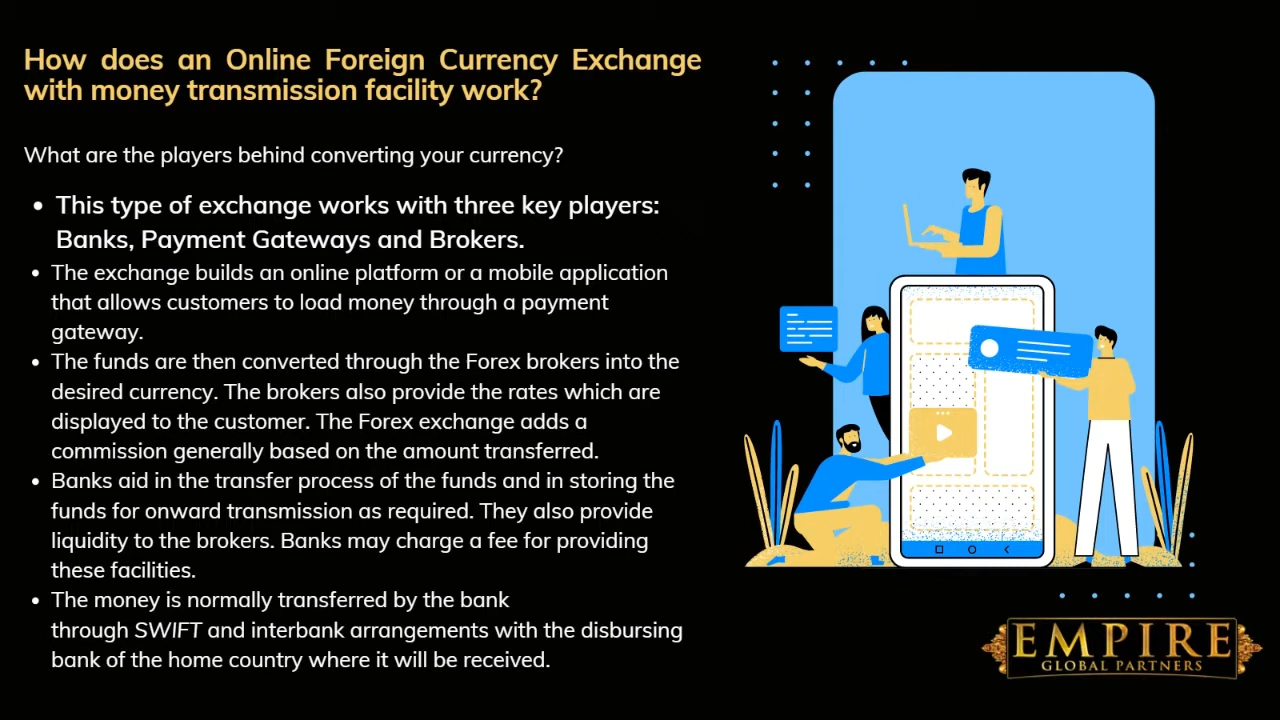 How does an Online Foreign Currency Exchange
with money transmission facility work?
What are the players behind converting your currency?
• This type of exchange works with three key players:
Banks, Payment Gateways and Brokers.
• The exchange builds an online platform or a mobile application
that allows customers to load money through a payment
gateway.
• The funds are then converted through the Forex brokers into the
desired currency. The brokers also provide the rates which are
displayed to the customer. The Forex exchange adds a
commission generally based on the amount transferred.
• Banks aid in the transfer process of the funds and in storing the
funds for onward transmission as required. They also provide
liquidity to the brokers. Banks may charge a fee for providing
these facilities.
• The money is normally transferred by the bank
through SWIFT and interbank arrangements with the disbursing
bank of the home country where it will be received.
EMPIRE
GLOBAL PARTNERS